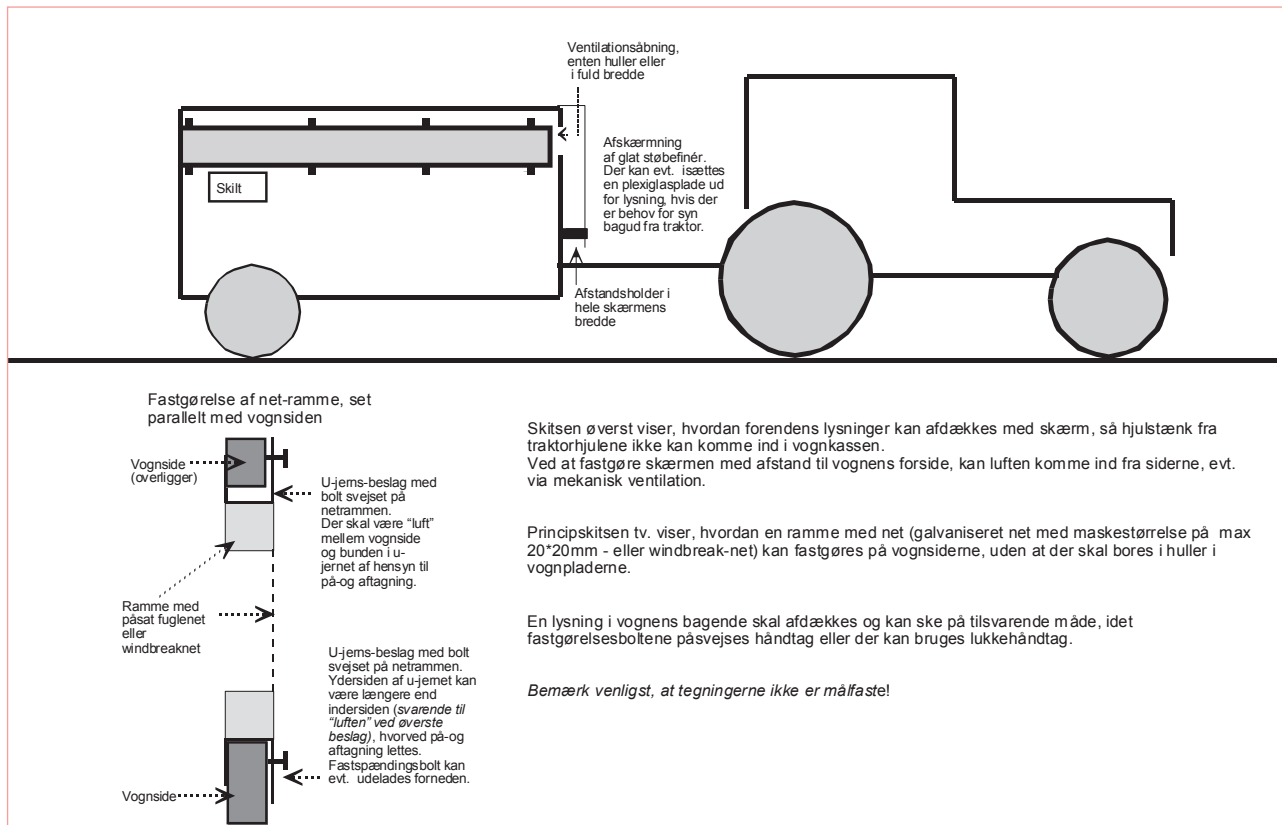 Ventilationsåbning,
enten huller eller
i fuld bredde
Afskærmning
af glat støbefinér.
Der kan evt. isættes
en plexiglasplade ud
for lysning, hvis der
er behov for syn
bagud fra traktor.
Skilt
Afstandsholder i
hele skærmens
bredde
Fastgørelse af net-ramme, set
parallelt med vognsiden
Vognside
(overligger)
U-jerns-beslag med
bolt svejset på
netrammen.
Der skal være “luft”
mellem vognside
og bunden i u-
jernet af hensyn til
på-og aftagning.
Ramme med
påsat fuglenet
eller
windbreaknet
U-jerns-beslag med bolt
svejset på netrammen.
Ydersiden af u-jernet kan
være længere end
indersiden (svarende til
“luften” ved øverste
beslag), hvorved på-og
aftagning lettes.
Fastspændingsbolt kan
evt. udelades forneden.
Vognside
Skitsen øverst viser, hvordan forendens lysninger kan afdækkes med skærm, så hjulstænk fra
traktorhjulene ikke kan komme ind i vognkassen.
Ved at fastgøre skærmen med afstand til vognens forside, kan luften komme ind fra siderne, evt.
via mekanisk ventilation.
Principskitsen tv. viser, hvordan en ramme med net (galvaniseret net med maskestørrelse på max
20*20mm - eller windbreak-net) kan fastgøres på vognsiderne, uden at der skal bores i huller i
vognpladerne.
En lysning i vognens bagende skal afdækkes og kan ske på tilsvarende måde, idet
fastgørelsesboltene påsvejses håndtag eller der kan bruges lukkehåndtag.
Bemærk venligst, at tegningerne ikke er målfaste!